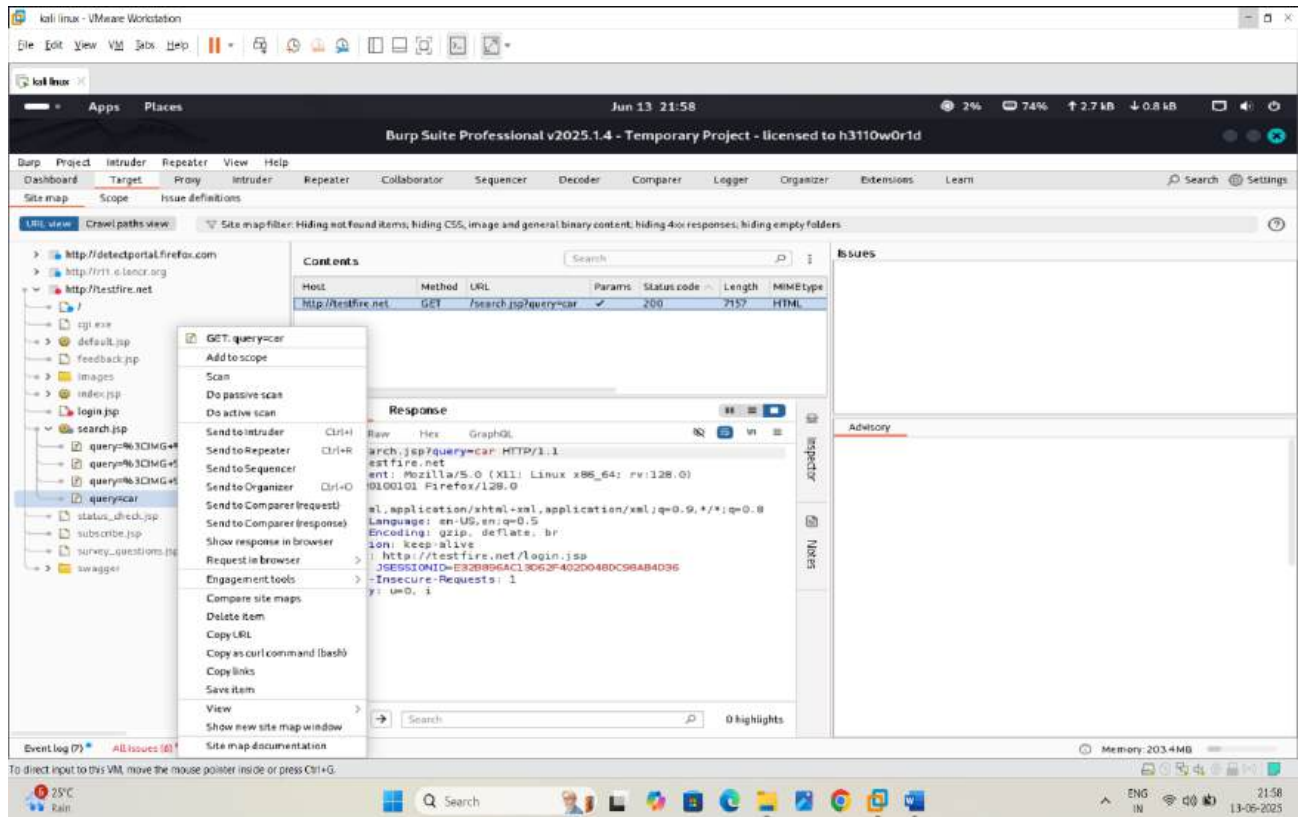 kali linux - VMware Workstation
File Edit View VM Tabs Help
kali linux
Apps Places Jun 13 21:58 2% 74% 2.7 kB 0.8 kB
Burp Suite Professional v2025.1.4 - Temporary Project - licensed to h3110w0r1d
Burp Project Intruder Repeater View Help
Dashboard Target Proxy Intruder Repeater Collaborator Sequencer Decoder Comparer Logger Organizer Extensions Learn Search Settings
Site map Scope Issue definitions
URL view Crawl paths view Site map filter: Hiding not found items; hiding CSS, image and general binary content; hiding 4xx responses; hiding empty folders
http://detectportal.firefox.com
http://r11.o.lencr.org
http://testfire.net
/
cgi.exe
default.jsp
feedback.jsp
images
index.jsp
login.jsp
search.jsp
query=%3CIMG+
query=%3CIMG+
query=%3CIMG+
query=car
status_check.jsp
subscribe.jsp
survey_questions.jsp
swagger
GET: query=car
Add to scope
Scan
Do passive scan
Do active scan
Send to Intruder Ctrl+I
Send to Repeater Ctrl+R
Send to Sequencer
Send to Organizer Ctrl+O
Send to Comparer (request)
Send to Comparer (response)
Show response in browser
Request in browser
Engagement tools
Compare site maps
Delete item
Copy URL
Copy as curl command (bash)
Copy links
Save item
View
Show new site map window
Site map documentation
Contents Search
Host Method URL Params Status code Length MIME type
http://testfire.net GET /search.jsp?query=car 200 7157 HTML
Response
Raw Hex GraphQL
arch.jsp?query=car HTTP/1.1
estfire.net
ent: Mozilla/5.0 (X11; Linux x86_64; rv:128.0)
0100101 Firefox/128.0
ml,application/xhtml+xml,application/xml;q=0.9,*/*;q=0.8
Language: en-US,en;q=0.5
Encoding: gzip, deflate, br
ion: keep-alive
: http://testfire.net/login.jsp
JSESSIONID=E32B896AC13D62F402D048DC98AB4D36
-Insecure-Requests: 1
y: u=0, i
Search 0 highlights
Inspector
Notes
Issues
Advisory
Event log (7) All issues (6) Memory: 203.4MB
To direct input to this VM, move the mouse pointer inside or press Ctrl+G.
25°C
Rain
Search
ENG
IN
21:58
13-06-2025